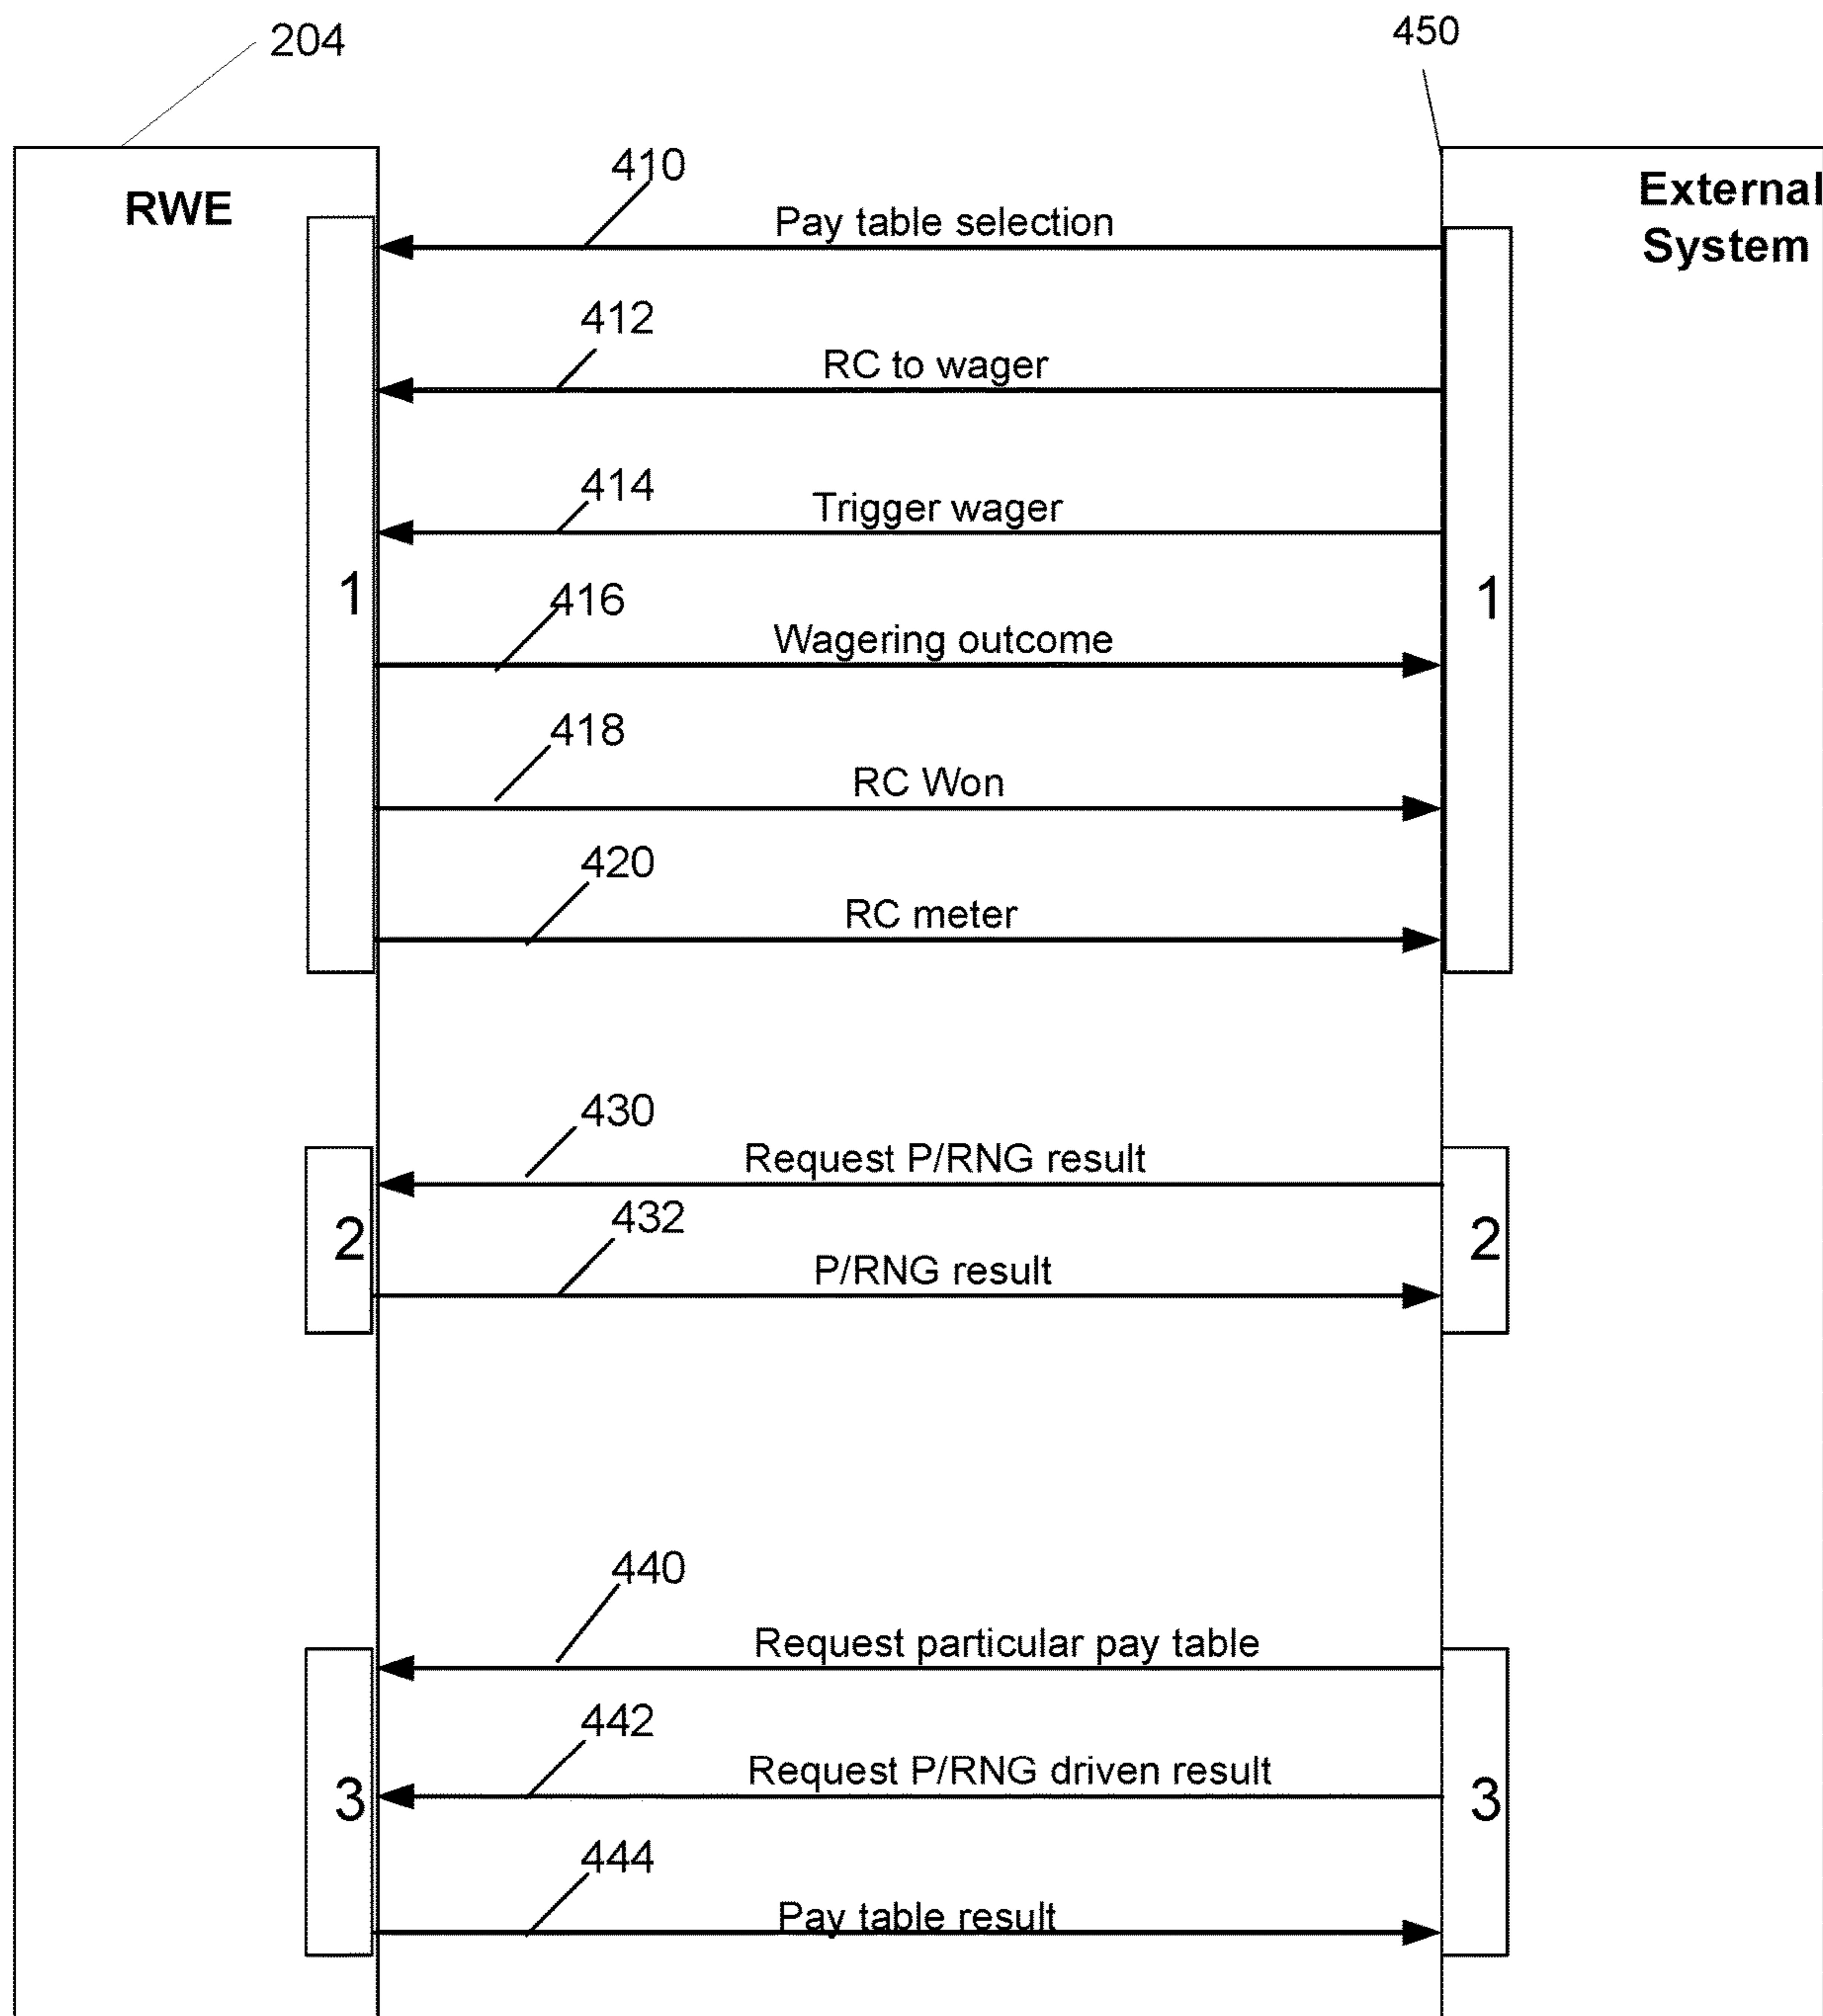 204
450
RWE
External
System
410
Pay table selection
412
RC to wager
414
Trigger wager
1
1
416
Wagering outcome
418
RC Won
420
RC meter
430
Request P/RNG result
2
2
432
P/RNG result
440
Request particular pay table
442
Request P/RNG driven result
3
3
444
Pay table result